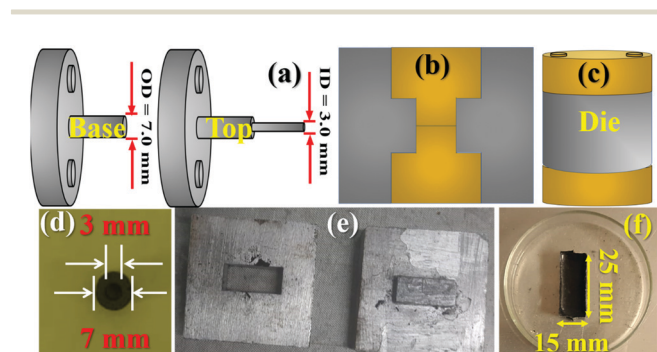 (a)
(b)
(c)
Base
OD = 7.0 mm
Top
ID = 3.0 mm
Die
(d)
3 mm
7 mm
(e)
(f)
25 mm
15 mm